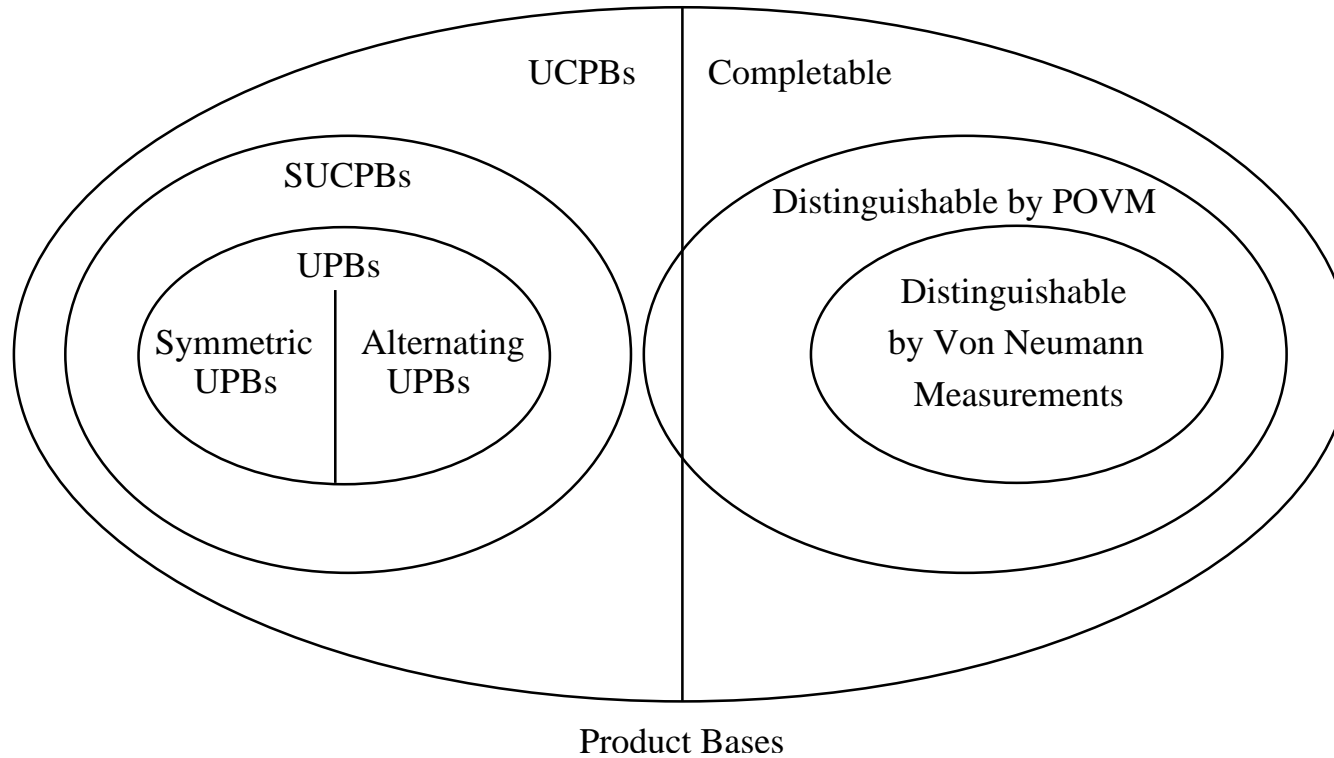 UCPBs
Completable
SUCPBs
UPBs
Symmetric
UPBs
Alternating
UPBs
Distinguishable by POVM
Distinguishable
by Von Neumann
Measurements
Product Bases